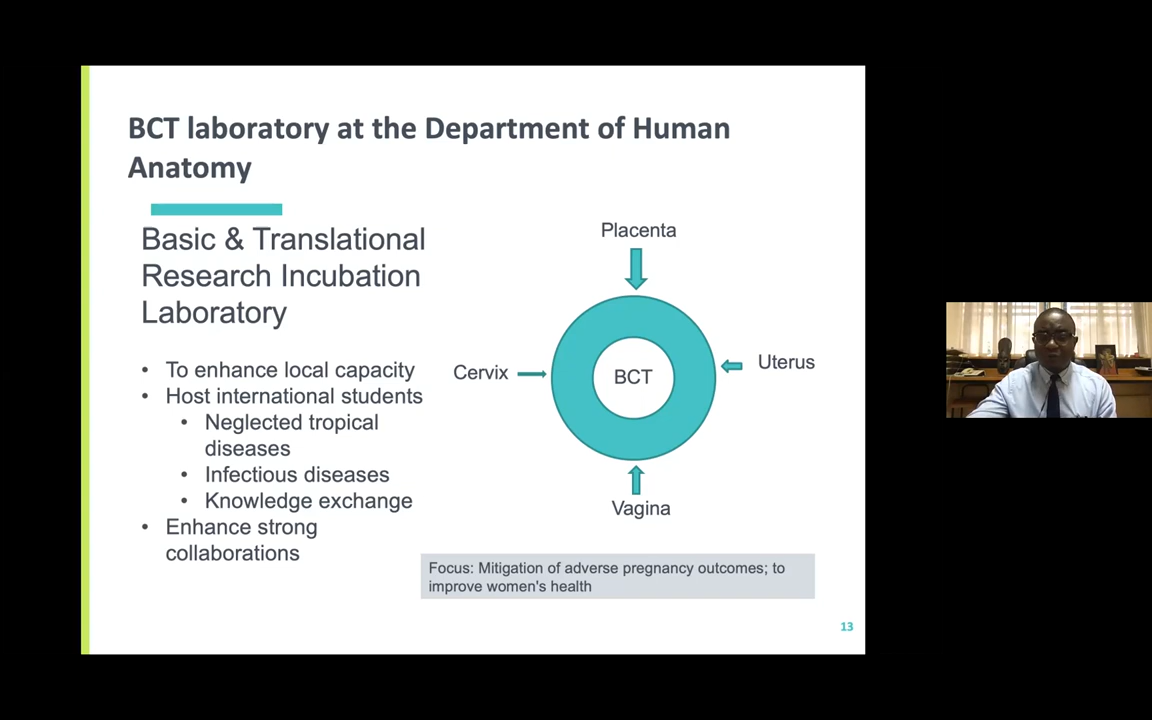 BCT laboratory at the Department of Human
Anatomy
Basic & Translational
Research Incubation
Laboratory
• To enhance local capacity
• Host international students
• Neglected tropical
diseases
• Infectious diseases
• Knowledge exchange
• Enhance strong
collaborations
Placenta
Cervix
BCT
Uterus
Vagina
Focus: Mitigation of adverse pregnancy outcomes; to
improve women's health
13